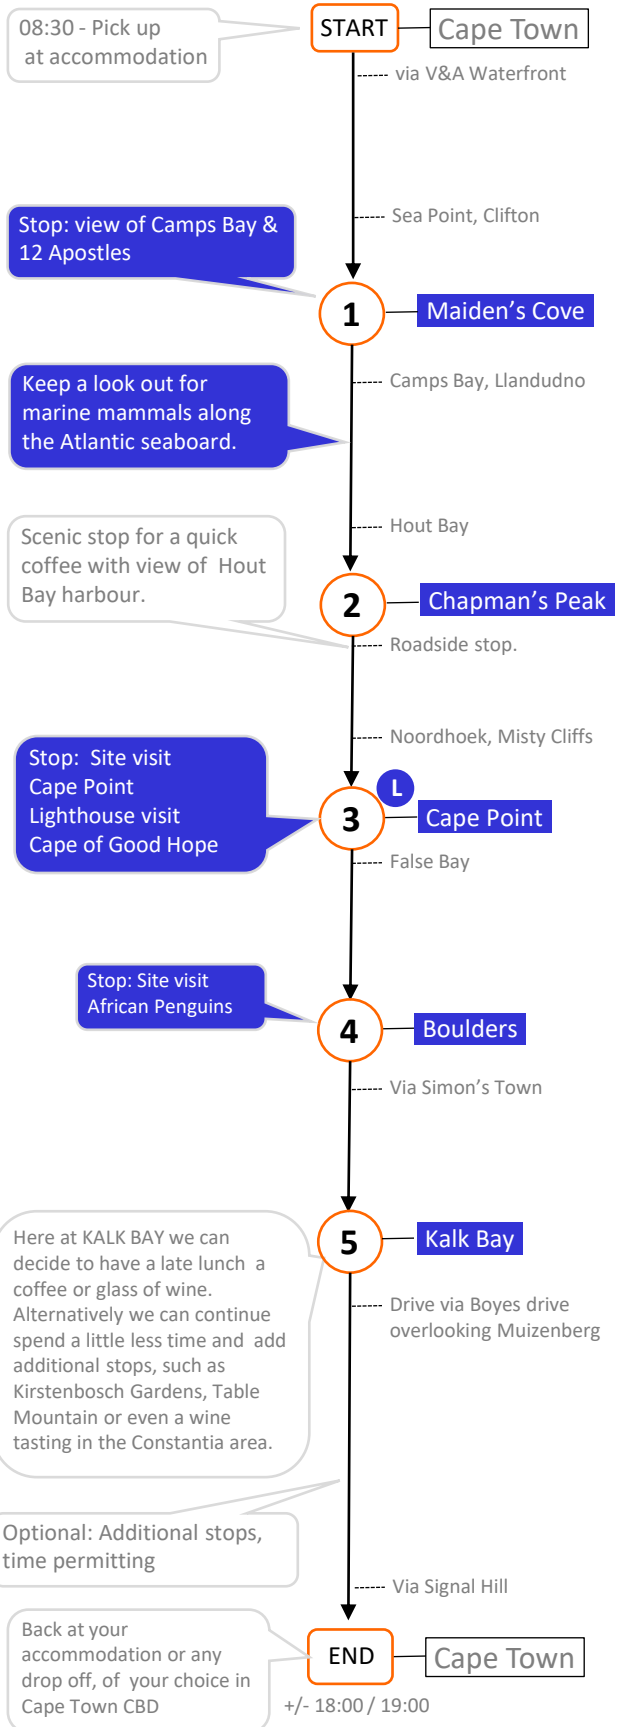 08:30 - Pick up
at accommodation
START
Cape Town
via V&A Waterfront
Sea Point, Clifton
Stop: view of Camps Bay &
12 Apostles
1
Maiden's Cove
Camps Bay, Llandudno
Keep a look out for
marine mammals along
the Atlantic seaboard.
Hout Bay
Scenic stop for a quick
coffee with view of Hout
Bay harbour.
2
Chapman's Peak
Roadside stop.
Noordhoek, Misty Cliffs
Stop: Site visit
Cape Point
Lighthouse visit
Cape of Good Hope
L
3
Cape Point
False Bay
Stop: Site visit
African Penguins
4
Boulders
Via Simon's Town
5
Kalk Bay
Here at KALK BAY we can
decide to have a late lunch a
coffee or glass of wine.
Alternatively we can continue
spend a little less time and add
additional stops, such as
Kirstenbosch Gardens, Table
Mountain or even a wine
tasting in the Constantia area.
Drive via Boyes drive
overlooking Muizenberg
Optional: Additional stops,
time permitting
Via Signal Hill
Back at your
accommodation or any
drop off, of your choice in
Cape Town CBD
END
Cape Town
+/- 18:00 / 19:00